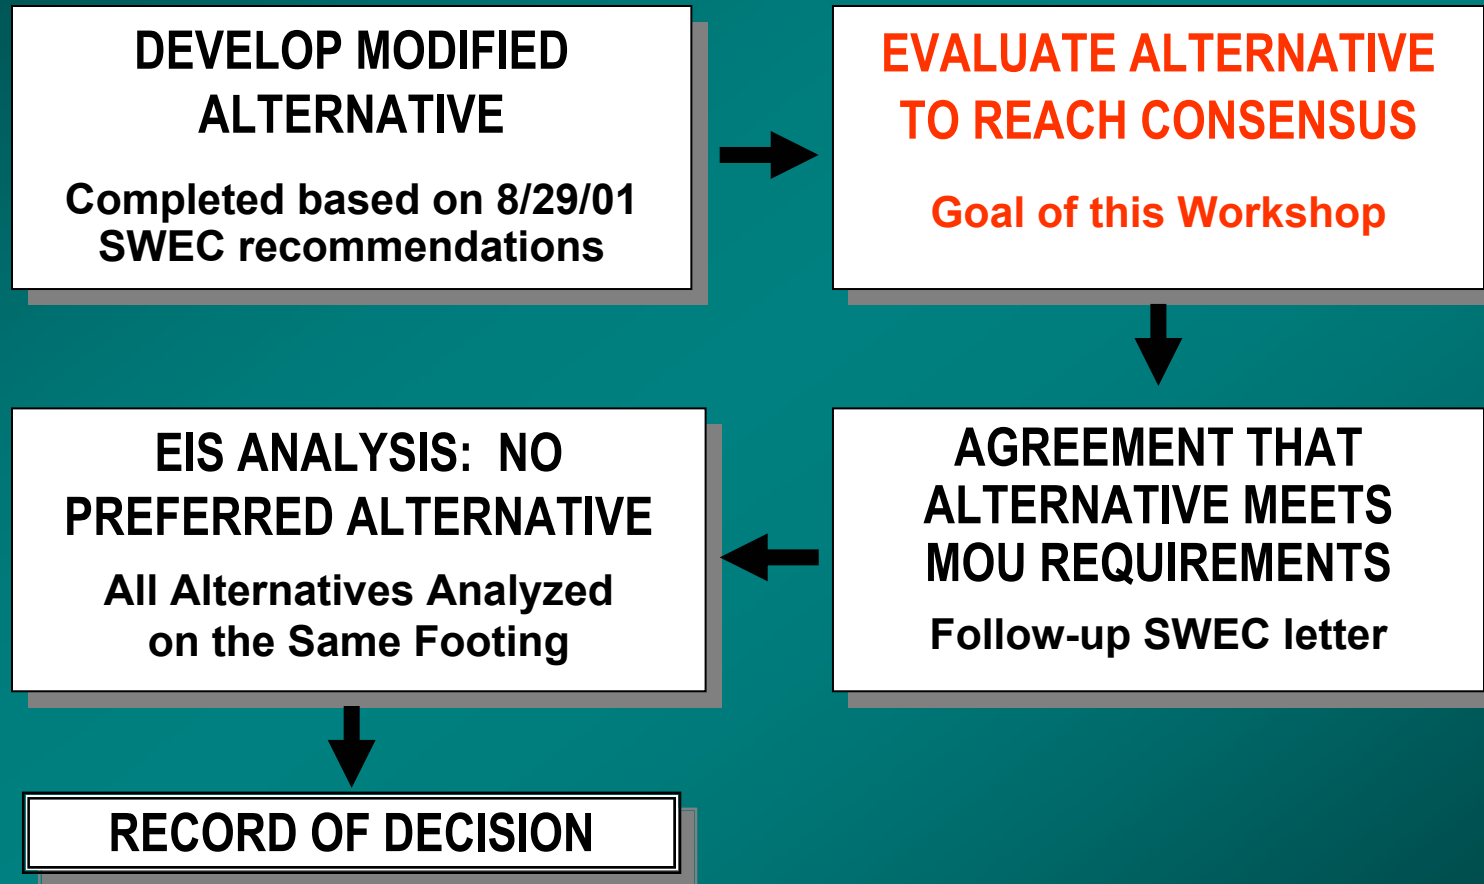 DEVELOP MODIFIED
ALTERNATIVE
Completed based on 8/29/01
SWEC recommendations
EVALUATE ALTERNATIVE
TO REACH CONSENSUS
Goal of this Workshop
AGREEMENT THAT
ALTERNATIVE MEETS
MOU REQUIREMENTS
Follow-up SWEC letter
EIS ANALYSIS: NO
PREFERRED ALTERNATIVE
All Alternatives Analyzed
on the Same Footing
RECORD OF DECISION